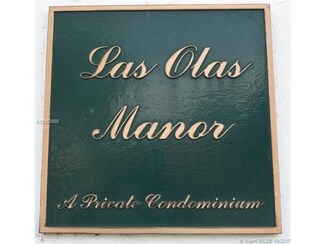 Las Olas
Manor
A Private Condominium